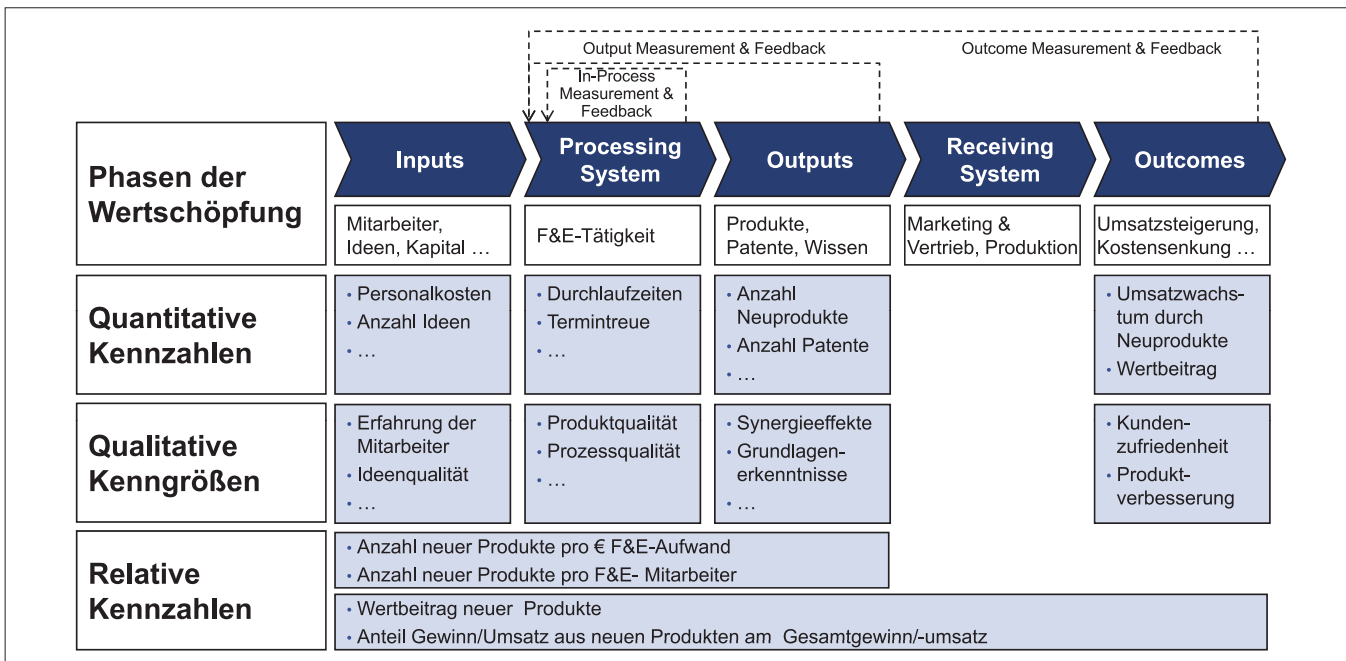 Output Measurement & Feedback
Outcome Measurement & Feedback
In-Process
Measurement &
Feedback
Phasen der
Wertschöpfung
Inputs
Processing
System
Outputs
Receiving
System
Outcomes
Mitarbeiter,
Ideen, Kapital …
F&E-Tätigkeit
Produkte,
Patente, Wissen
Marketing &
Vertrieb, Produktion
Umsatzsteigerung,
Kostensenkung …
Quantitative
Kennzahlen
• Personalkosten
• Anzahl Ideen
• …
• Durchlaufzeiten
• Termintreue
• …
• Anzahl
Neuprodukte
• Anzahl Patente
• …
• Umsatzwachs-
tum durch
Neuprodukte
• Wertbeitrag
Qualitative
Kenngrößen
• Erfahrung der
Mitarbeiter
• Ideenqualität
• …
• Produktqualität
• Prozessqualität
• …
• Synergieeffekte
• Grundlagen-
erkenntnisse
• …
• Kunden-
zufriedenheit
• Produkt-
verbesserung
Relative
Kennzahlen
• Anzahl neuer Produkte pro € F&E-Aufwand
• Anzahl neuer Produkte pro F&E- Mitarbeiter
• Wertbeitrag neuer Produkte
• Anteil Gewinn/Umsatz aus neuen Produkten am Gesamtgewinn/-umsatz